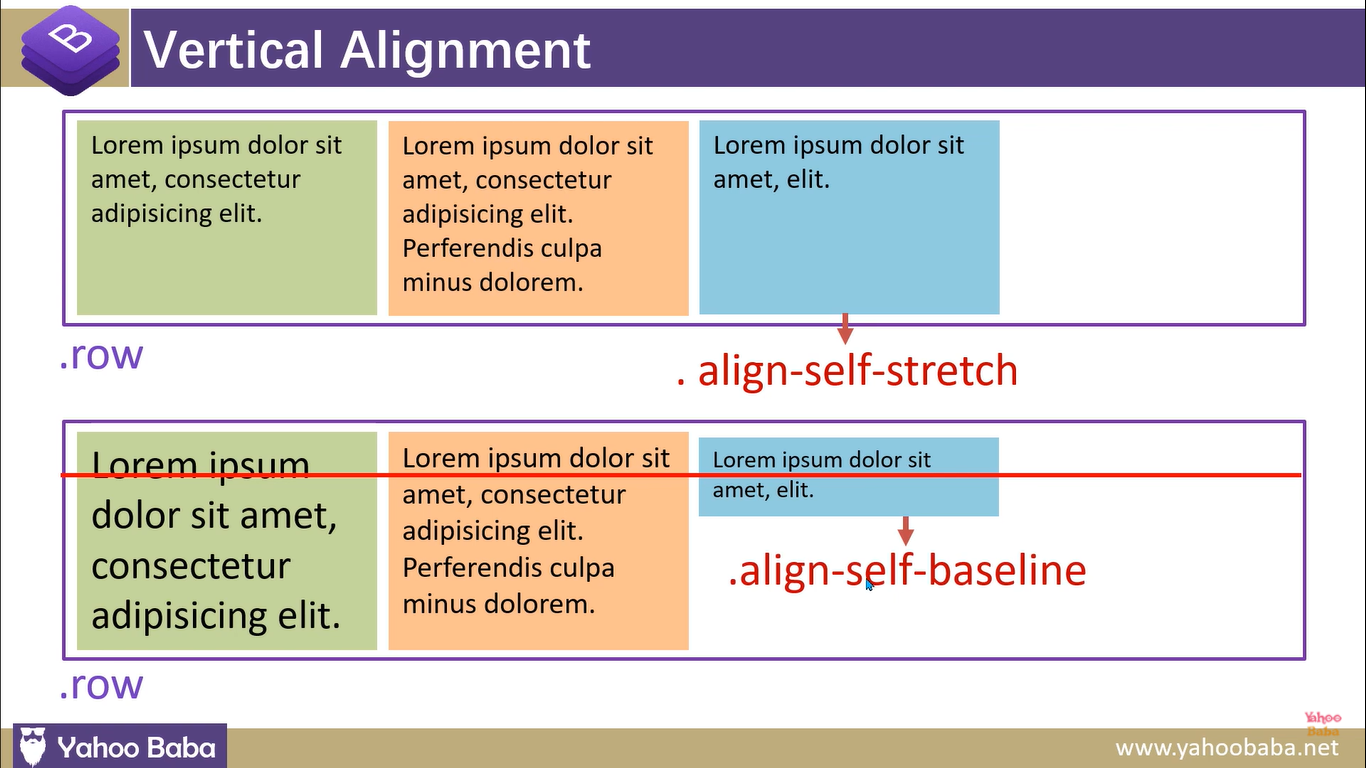 B
Vertical Alignment
Lorem ipsum dolor sit
amet, consectetur
adipisicing elit.
Lorem ipsum dolor sit
amet, consectetur
adipisicing elit.
Perferendis culpa
minus dolorem.
Lorem ipsum dolor sit
amet, elit.
.row
. align-self-stretch
Lorem ipsum
dolor sit amet,
consectetur
adipisicing elit.
Lorem ipsum dolor sit
amet, consectetur
adipisicing elit.
Perferendis culpa
minus dolorem.
Lorem ipsum dolor sit
amet, elit.
.align-self-baseline
.row
Yahoo Baba
Yahoo
Baba
www.yahoobaba.net